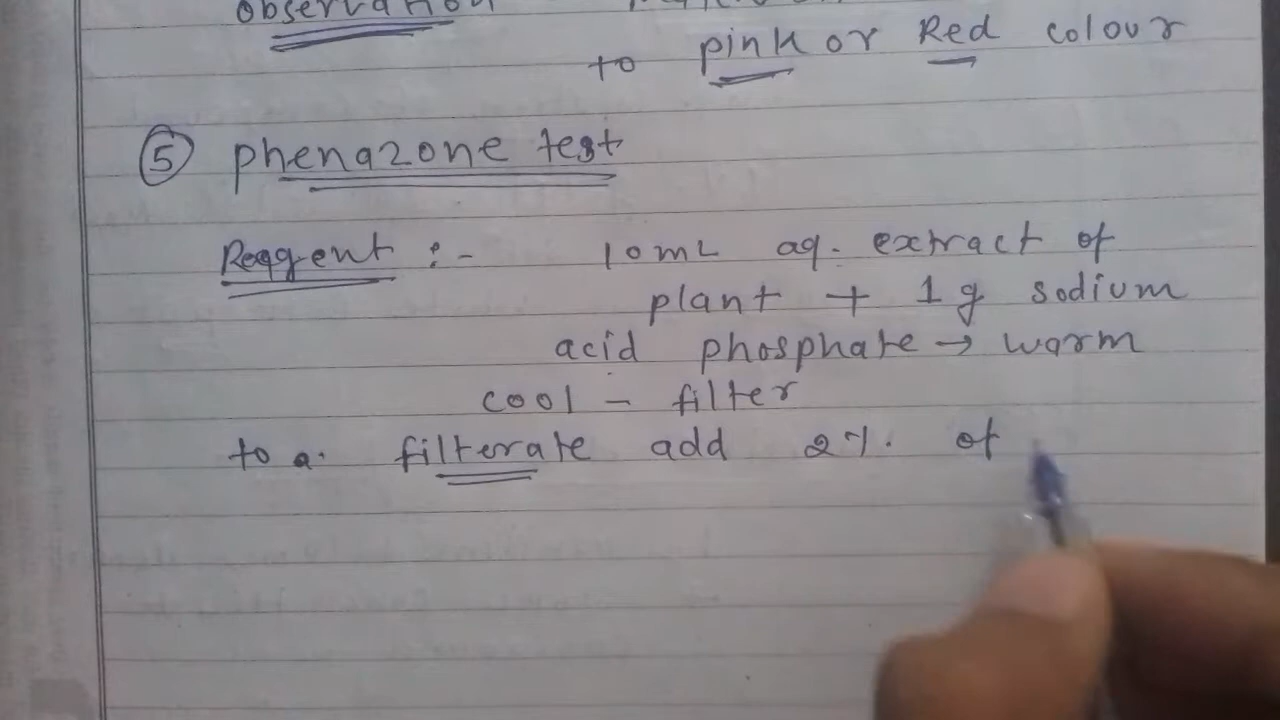 observation
to pink or Red colour
5 phenazone test
Reagent :- 10mL aq. extract of
plant + 1g sodium
acid phosphate → warm
cool - filter
to a. filterate add 2%. of